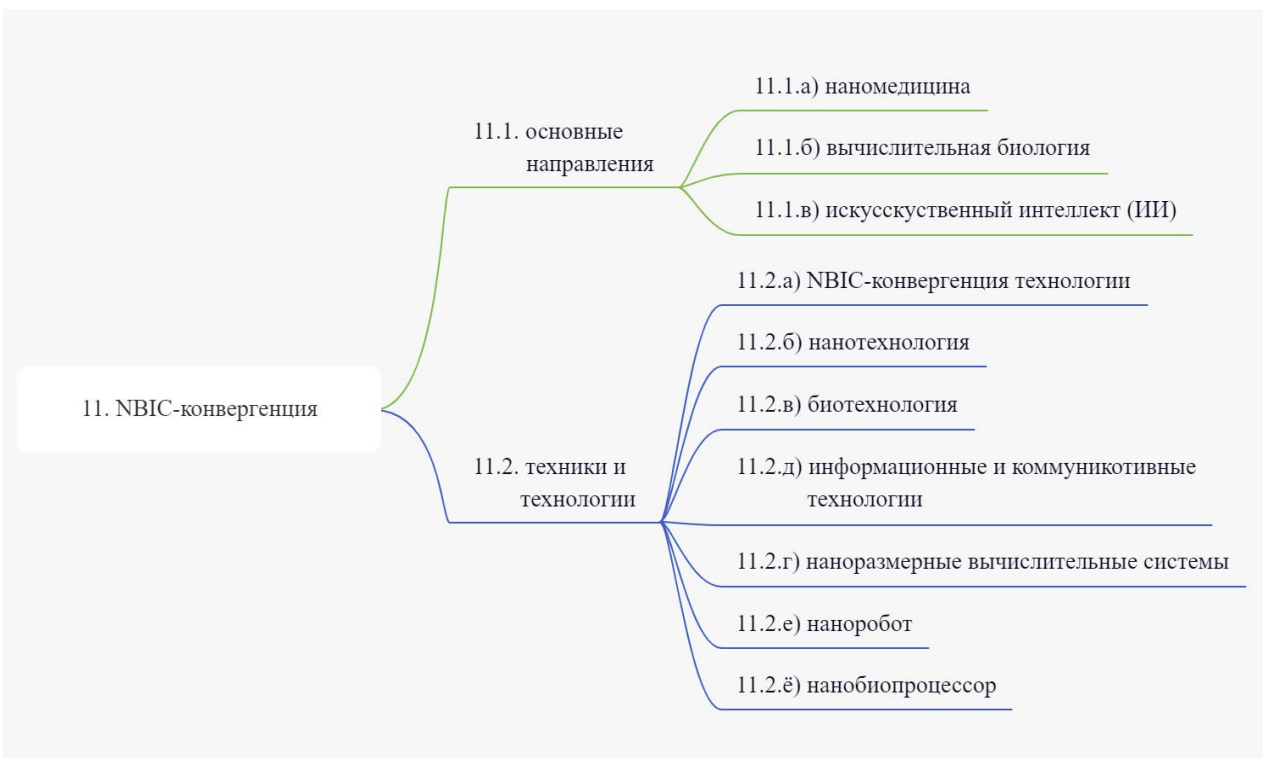 11. NBIC-конвергенция
11.1. основные
направления
11.1.а) наномедицина
11.1.б) вычислительная биология
11.1.в) искусскуственный интеллект (ИИ)
11.2. техники и
технологии
11.2.а) NBIC-конвергенция технологии
11.2.б) нанотехнология
11.2.в) биотехнология
11.2.д) информационные и коммуникотивные
технологии
11.2.г) наноразмерные вычислительные системы
11.2.е) наноробот
11.2.ё) нанобиопроцессор